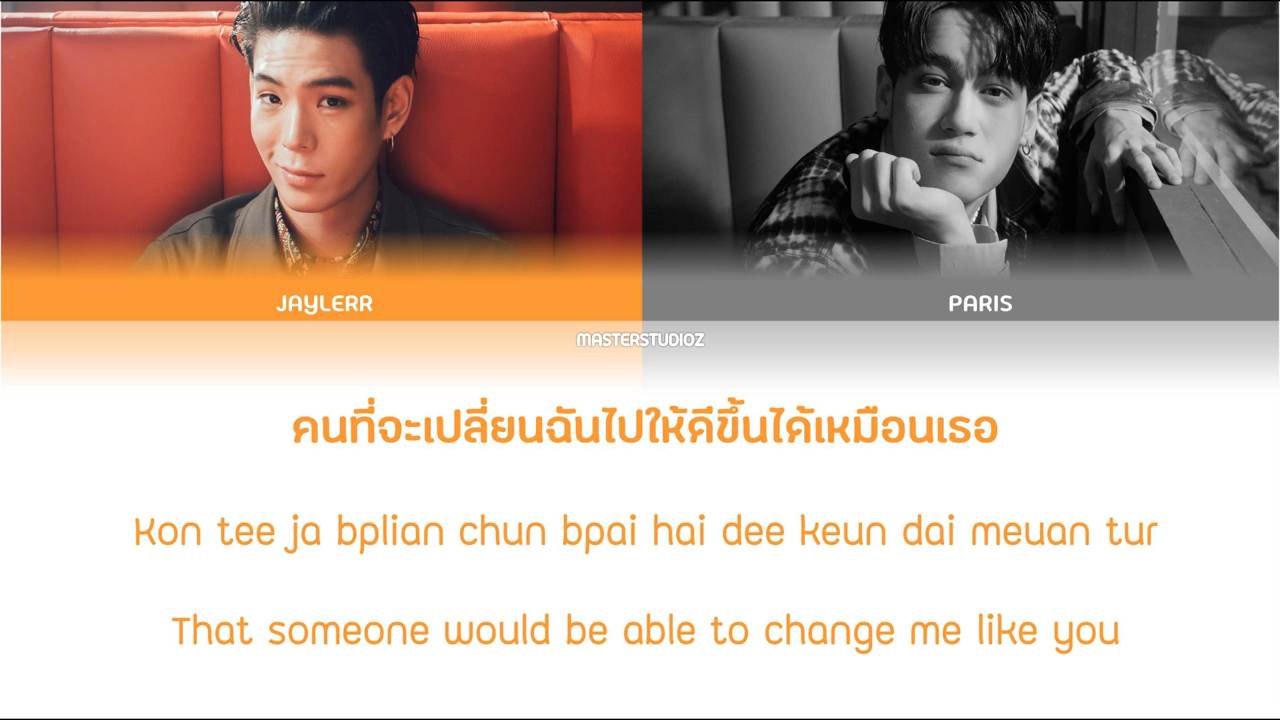 JAYLERR
PARIS
MASTERSTUDIOZ
คนที่จะเปลี่ยนฉันไปให้ดีขึ้นได้เหมือนเธอ
Kon tee ja bplian chun bpai hai dee keun dai meuan tur
That someone would be able to change me like you